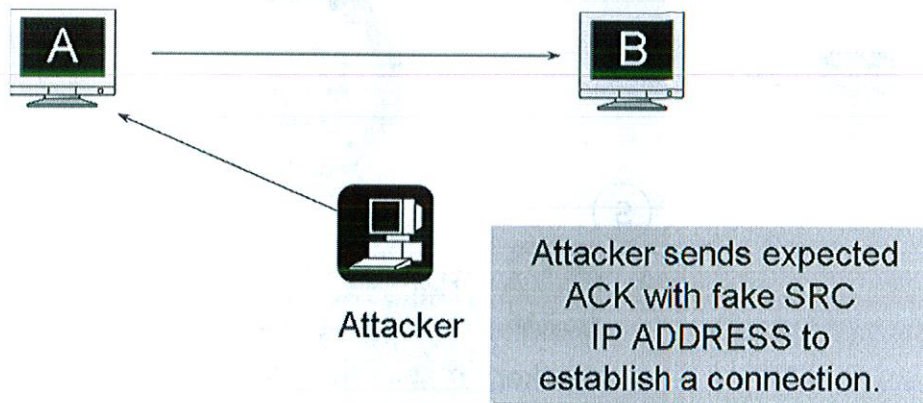 A
B
Attacker
Attacker sends expected
ACK with fake SRC
IP ADDRESS to
establish a connection.